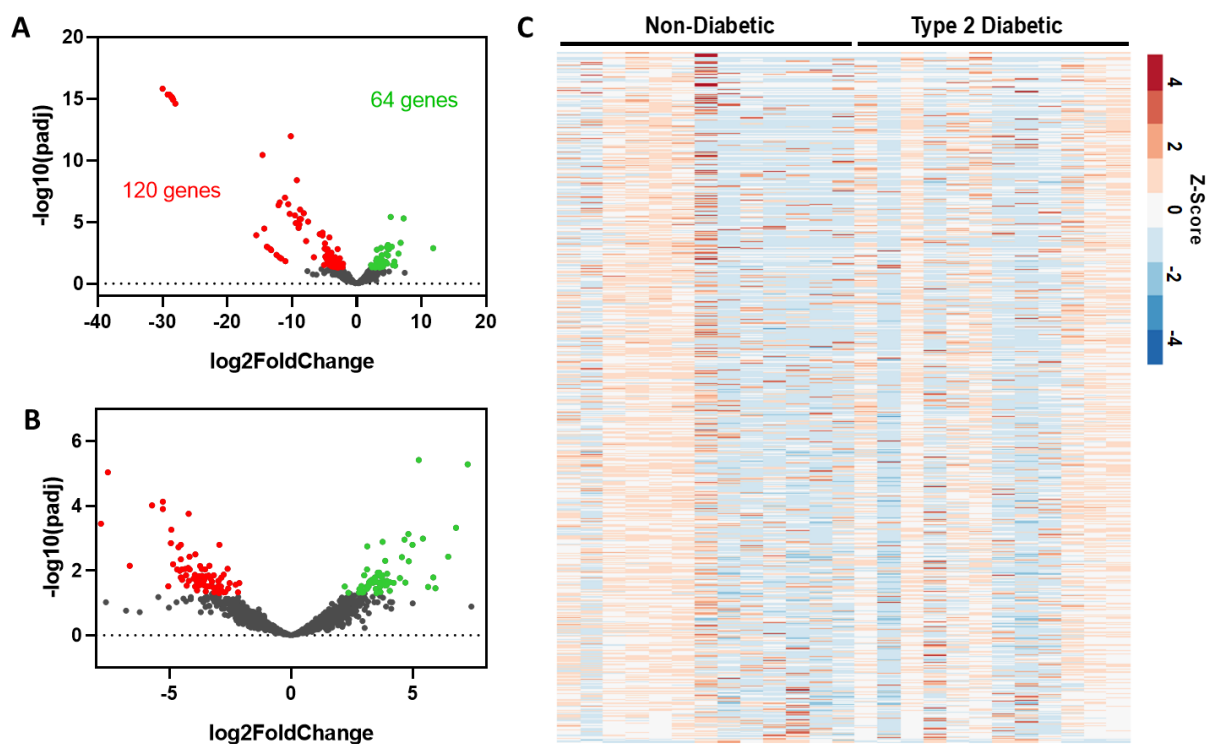 A
20
15
10
5
0
-log10(padj)
64 genes
120 genes
-40 -30 -20 -10 0 10 20
log2FoldChange
B
6
4
2
0
-log10(padj)
-5 0 5
log2FoldChange
C
Non-Diabetic Type 2 Diabetic
4
2
0
-2
-4
Z-Score